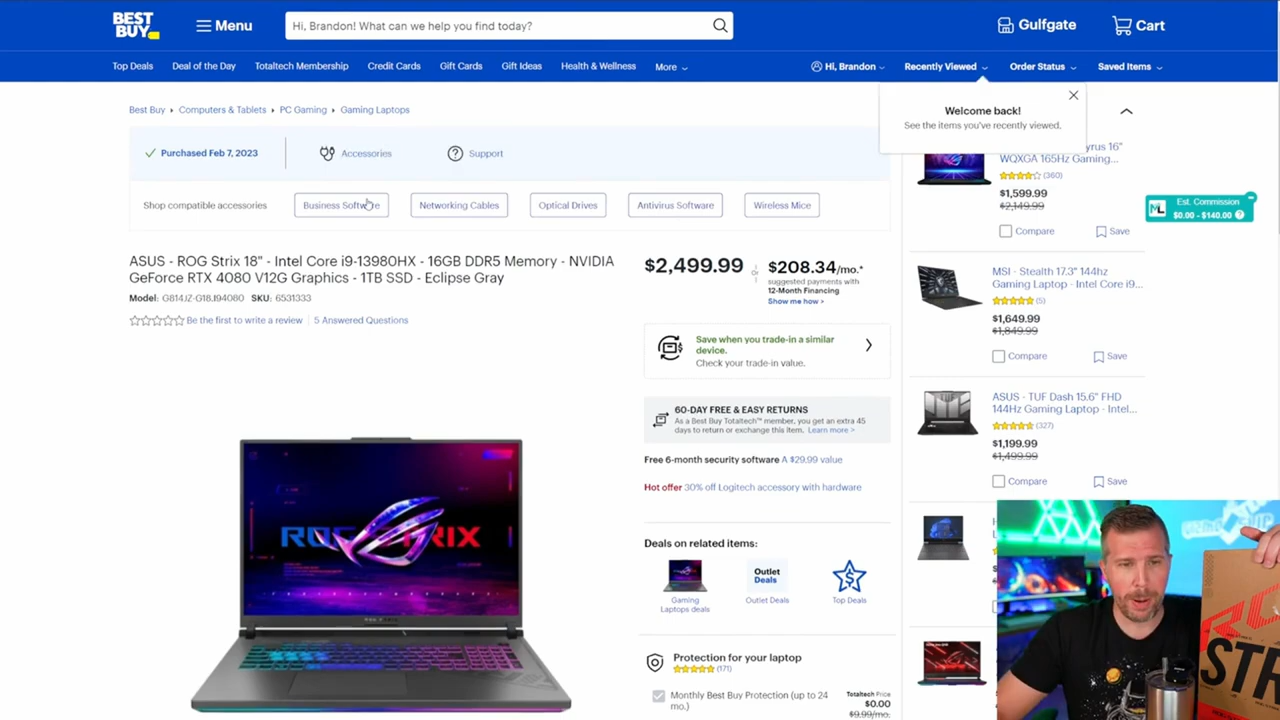 BEST BUY
Menu
Hi, Brandon! What can we help you find today?
Gulfgate
Cart
Top Deals
Deal of the Day
Totaltech Membership
Credit Cards
Gift Cards
Gift Ideas
Health & Wellness
More
Hi, Brandon
Recently Viewed
Order Status
Saved Items
Best Buy
Computers & Tablets
PC Gaming
Gaming Laptops
Welcome back!
See the items you've recently viewed.
Purchased Feb 7, 2023
Accessories
Support
Shop compatible accessories
Business Software
Networking Cables
Optical Drives
Antivirus Software
Wireless Mice
ASUS - ROG Strix 18" - Intel Core i9-13980HX - 16GB DDR5 Memory - NVIDIA
GeForce RTX 4080 V12G Graphics - 1TB SSD - Eclipse Gray
Model: G814JZ-G18.I94080 SKU: 6531333
Be the first to write a review
5 Answered Questions
$2,499.99
or
$208.34/mo.*
suggested payments with
12-Month Financing
Show me how >
Save when you trade-in a similar
device.
Check your trade-in value.
60-DAY FREE & EASY RETURNS
As a Best Buy Totaltech™ member, you get an extra 45
days to return or exchange this item. Learn more >
Free 6-month security software A $29.99 value
Hot offer 30% off Logitech accessory with hardware
Deals on related items:
Gaming
Laptops deals
Outlet
Deals
Outlet Deals
Top Deals
Protection for your laptop
(171)
Monthly Best Buy Protection (up to 24
mo.)
Totaltech Price
$0.00
$9.99/mo.
yrus 16"
WQXGA 165Hz Gaming...
(360)
$1,599.99
$2,149.99
Compare
Save
MSI - Stealth 17.3" 144hz
Gaming Laptop - Intel Core i9...
(5)
$1,649.99
$1,849.99
Compare
Save
ASUS - TUF Dash 15.6" FHD
144Hz Gaming Laptop - Intel...
(327)
$1,199.99
$1,499.99
Compare
Save
ML
Est. Commission
$0.00 - $140.00
STR